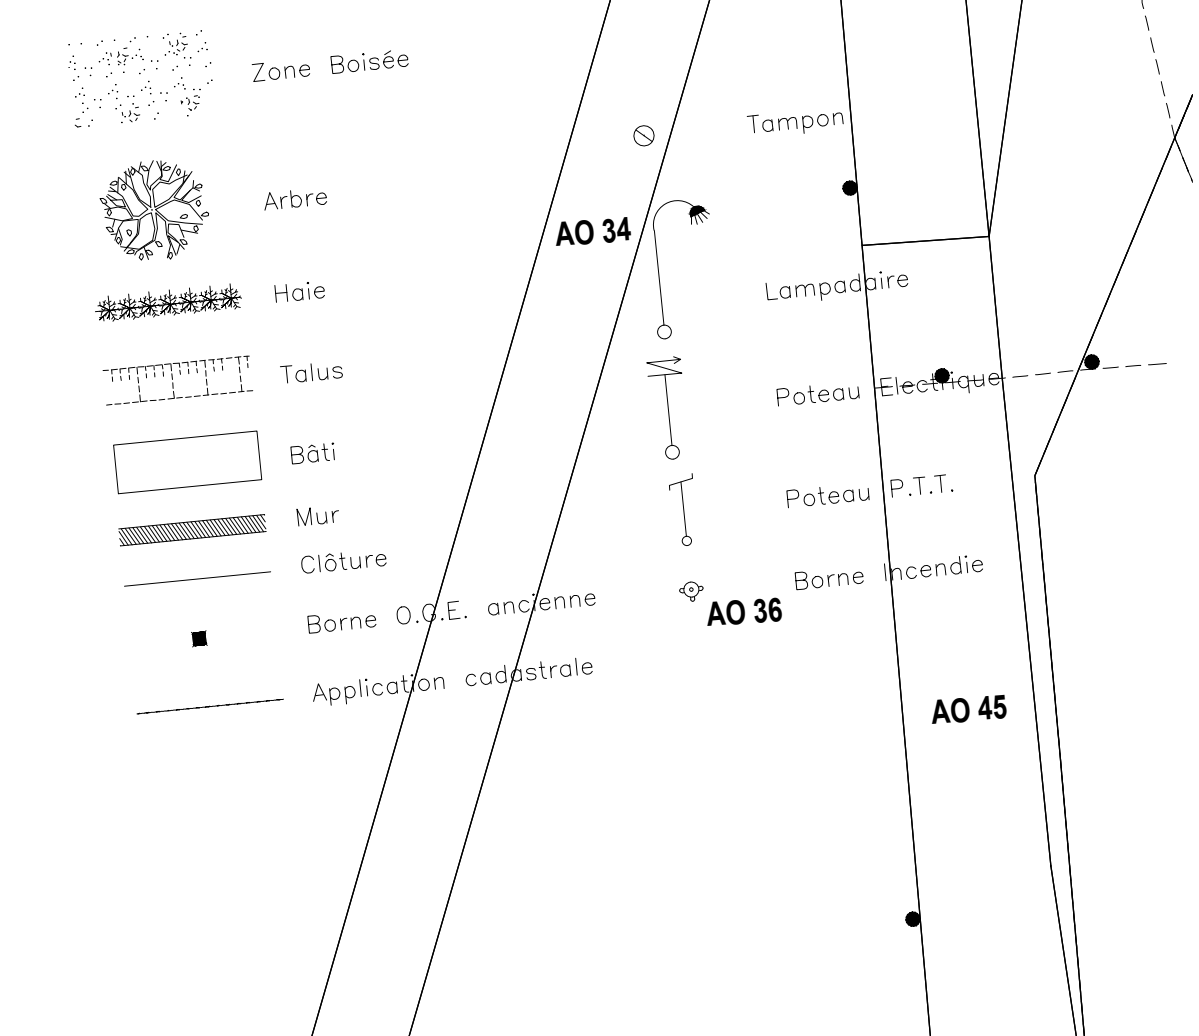 Zone Boisée
Arbre
Haie
Talus
Bâti
Mur
Clôture
Borne O.G.E. ancienne
Application cadastrale
Tampon
AO 34
Lampadaire
Poteau Electrique
Poteau P.T.T.
Borne Incendie
AO 36
AO 45